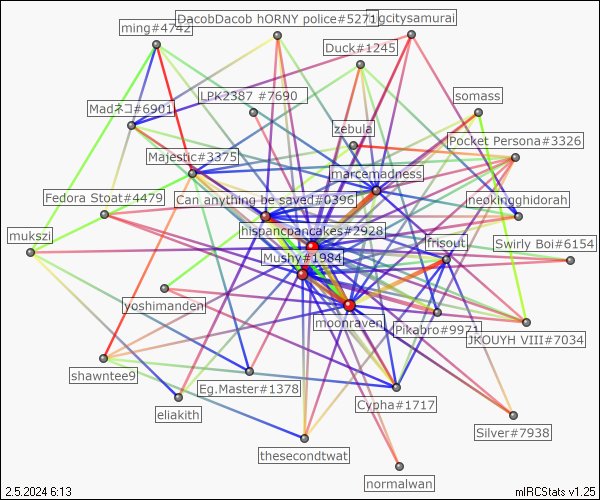 DacobDacob hORNY police#5271
gcitysamurai
ming#4742
Duck#1245
LPK2387 #7690
somass
Madネコ#6901
zebula
Pocket Persona#3326
Majestic#3375
marcemadness
Fedora Stoat#4479
Can anything be saved#0396
neokingghidorah
hispancpancakes#2928
mukszi
frisout
Swirly Boi#6154
Mushy#1984
yoshimanden
moonraven
Pikabro#9971
JKOUYH VIII#7034
shawntee9
Eg.Master#1378
Cypha#1717
eliakith
Silver#7938
thesecondtwat
normalwan
2.5.2024 6:13
mIRCStats v1.25